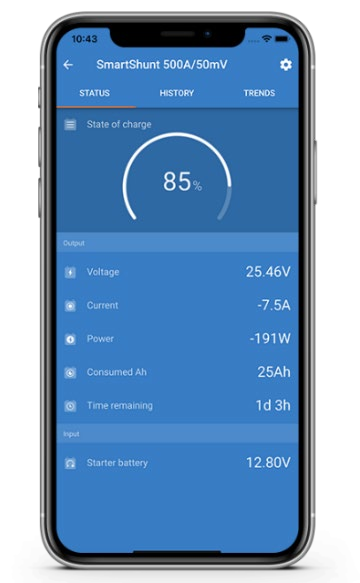 10:43
SmartShunt 500A/50mV
STATUS HISTORY TRENDS
State of charge
85%
Output
Voltage 25.46V
Current -7.5A
Power -191W
Consumed Ah 25Ah
Time remaining 1d 3h
Input
Starter battery 12.80V